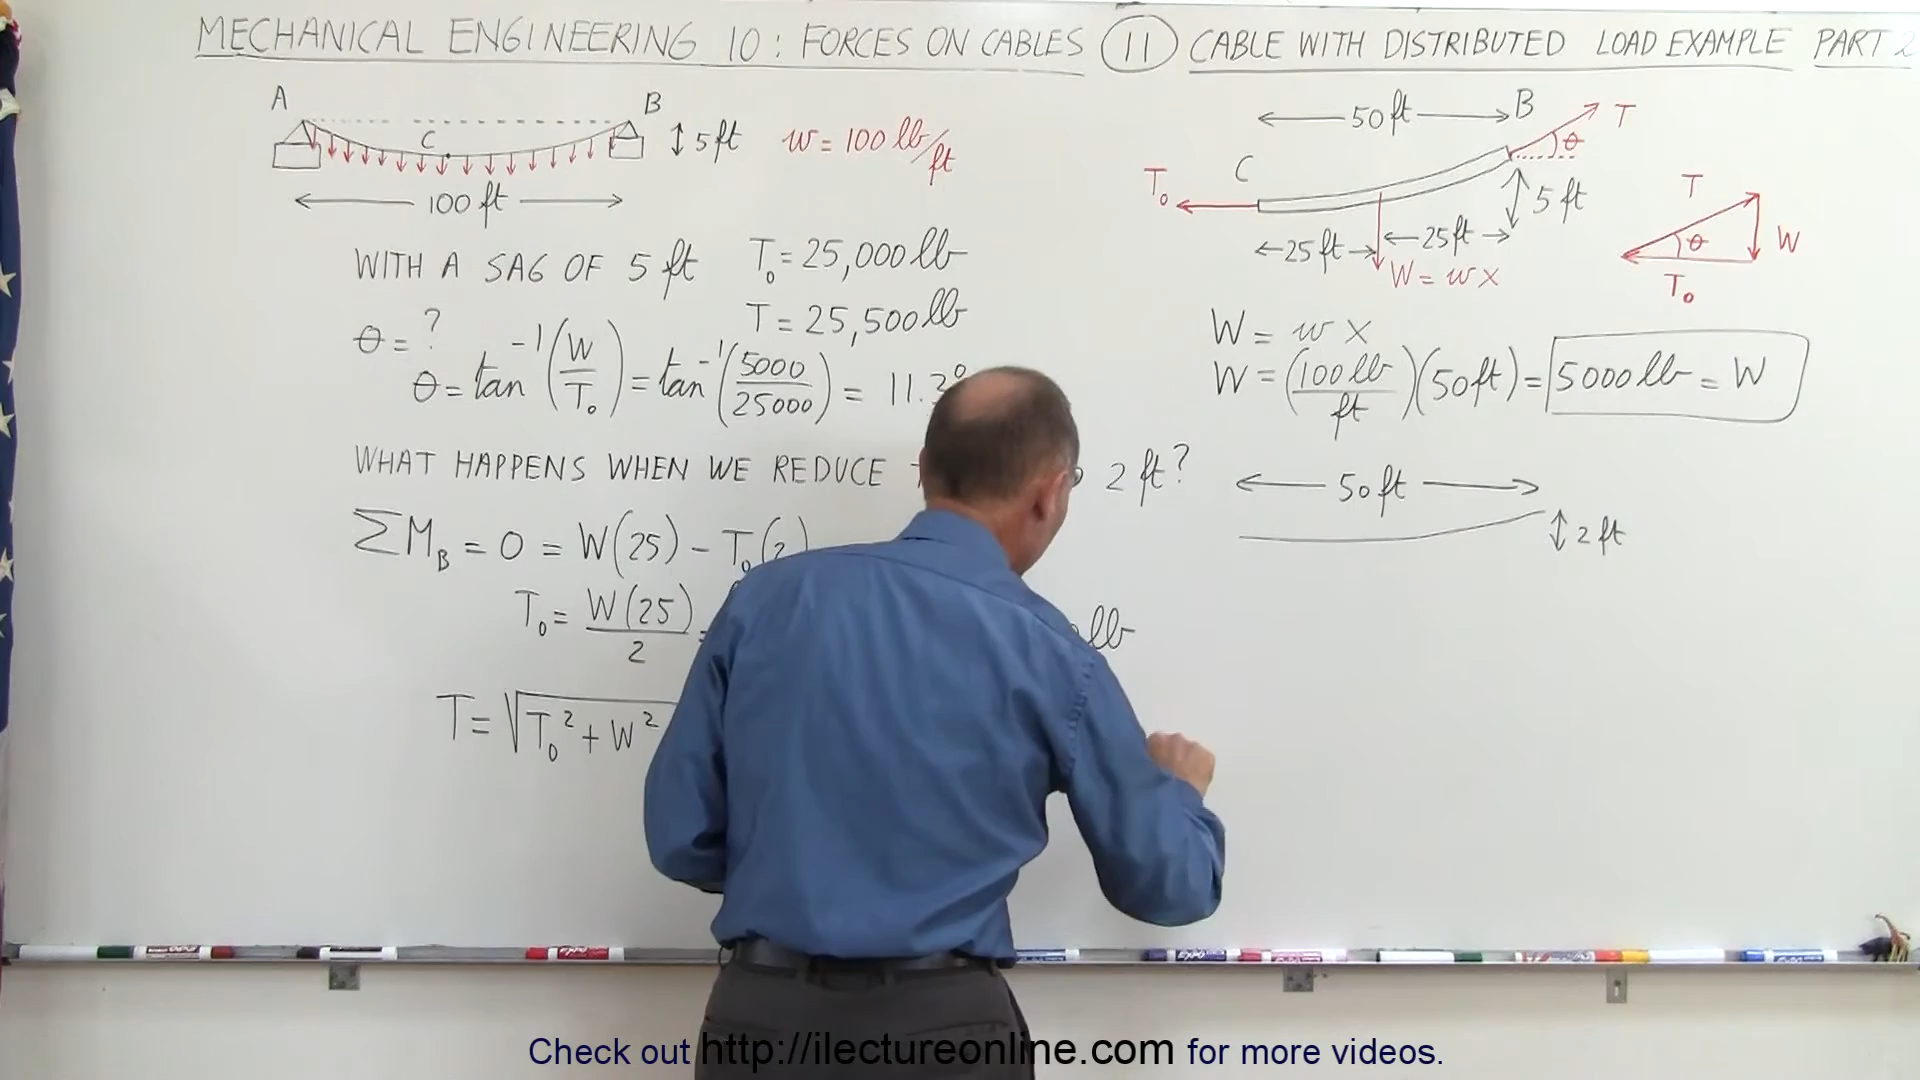 MECHANICAL ENGINEERING 10: FORCES ON CABLES (11) CABLE WITH DISTRIBUTED LOAD EXAMPLE PART 2
A
B
C
5 ft
w = 100 lb/ft
100 ft
WITH A SAG OF 5 ft
T₀ = 25,000 lb
T = 25,500 lb
θ = ?
θ = tan⁻¹(W/T₀) = tan⁻¹(5000/25000) = 11.3°
WHAT HAPPENS WHEN WE REDUCE 2 ft?
ΣM_B = 0 = W(25) - T₀(2)
T₀ = W(25)/2 = lb
T = √T₀² + W²
50 ft
B
T
θ
C
T₀
5 ft
25 ft
25 ft
W = wx
T
θ
W
T₀
W = wx
W = (100 lb/ft)(50 ft) = 5000 lb = W
50 ft
2 ft
EXPO
Check out http://ilectureonline.com for more videos.